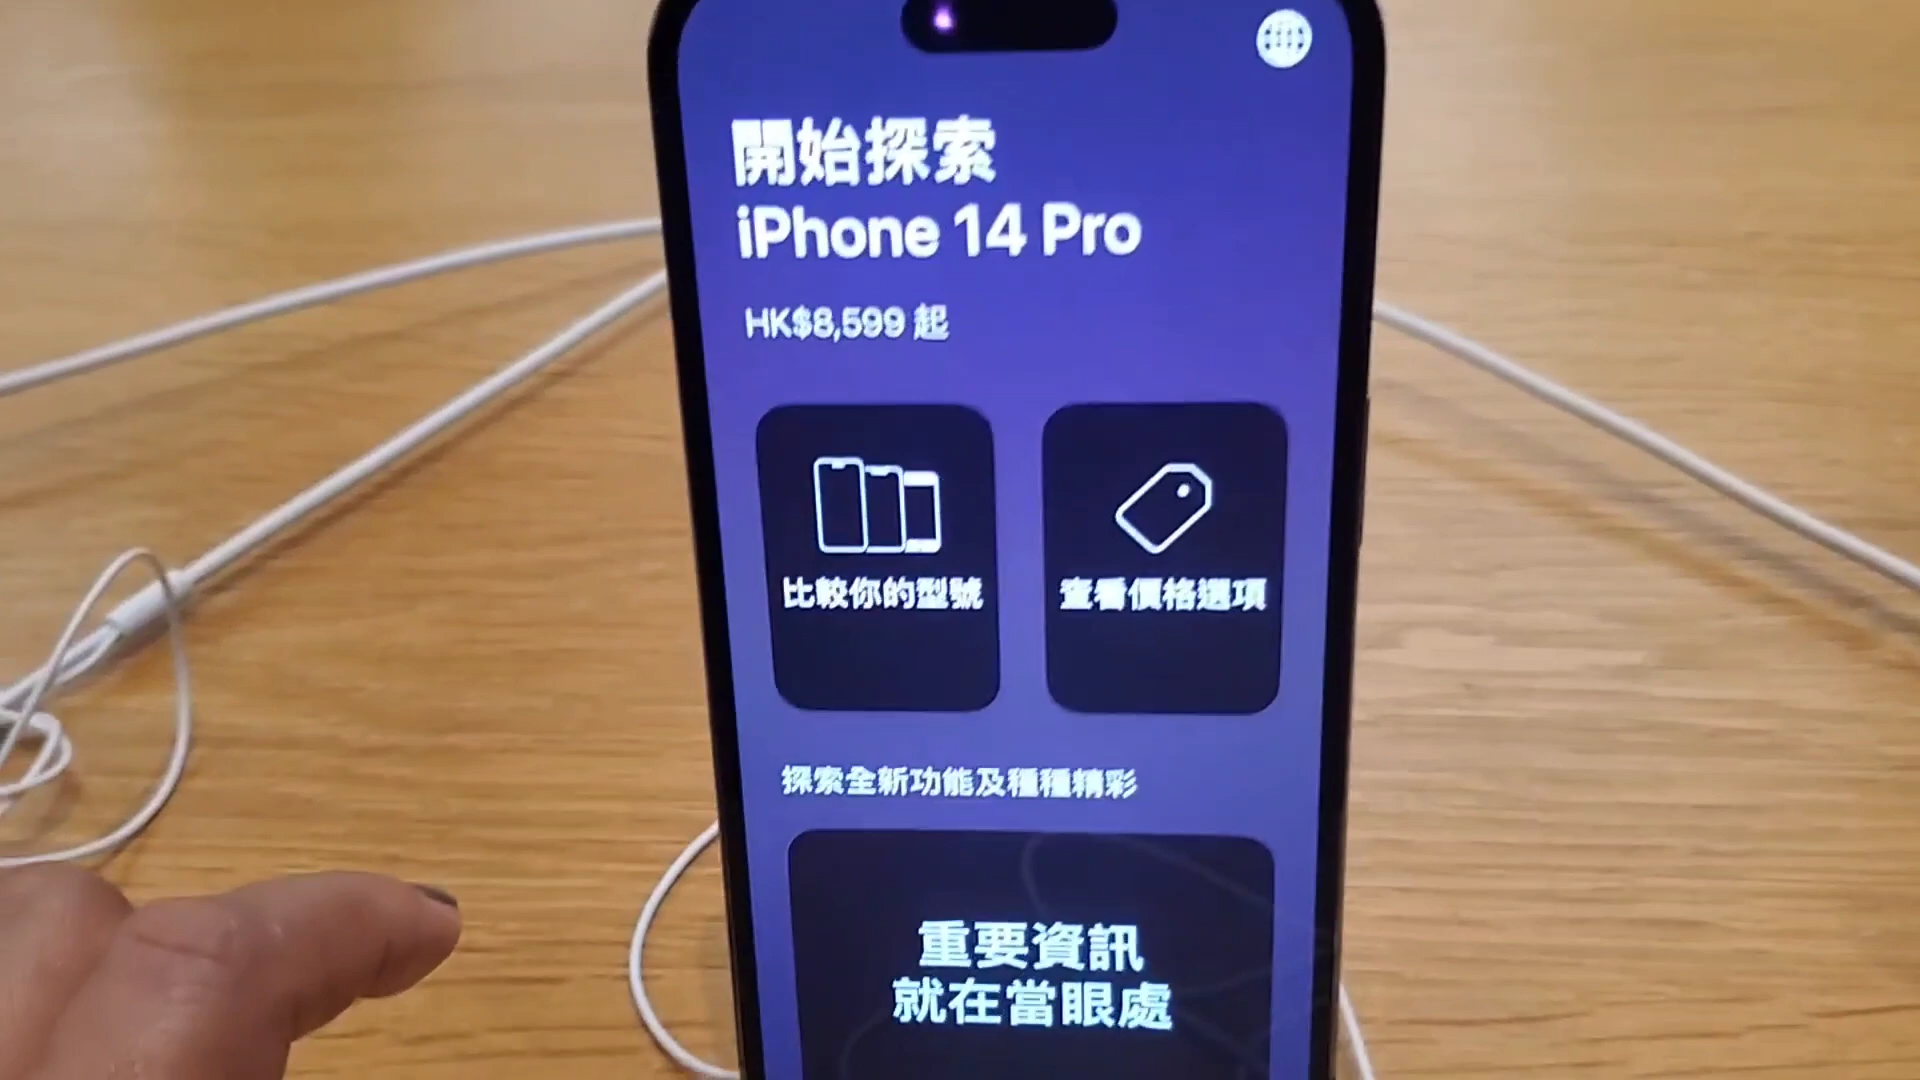 開始探索
iPhone 14 Pro
HK$8,599 起
比較你的型號
查看價格選項
探索全新功能及種種精彩
重要資訊
就在當眼處